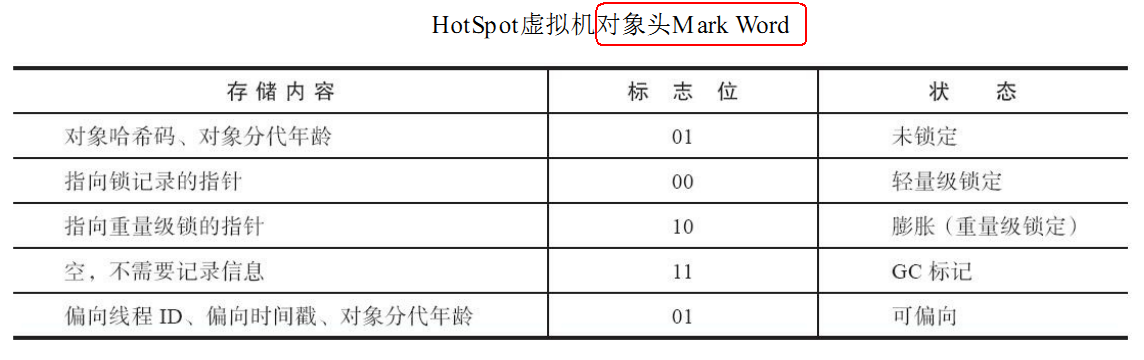 HotSpot虚拟机对象头Mark Word
存储内容 标志位 状态
对象哈希码、对象分代年龄 01 未锁定
指向锁记录的指针 00 轻量级锁定
指向重量级锁的指针 10 膨胀（重量级锁定）
空，不需要记录信息 11 GC 标记
偏向线程 ID、偏向时间戳、对象分代年龄 01 可偏向